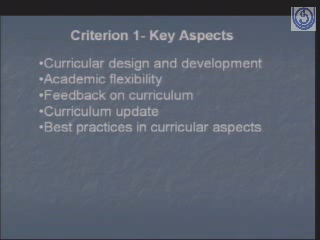 Criterion 1- Key Aspects
•Curricular design and development
•Academic flexibility
•Feedback on curriculum
•Curriculum update
•Best practices in curricular aspects